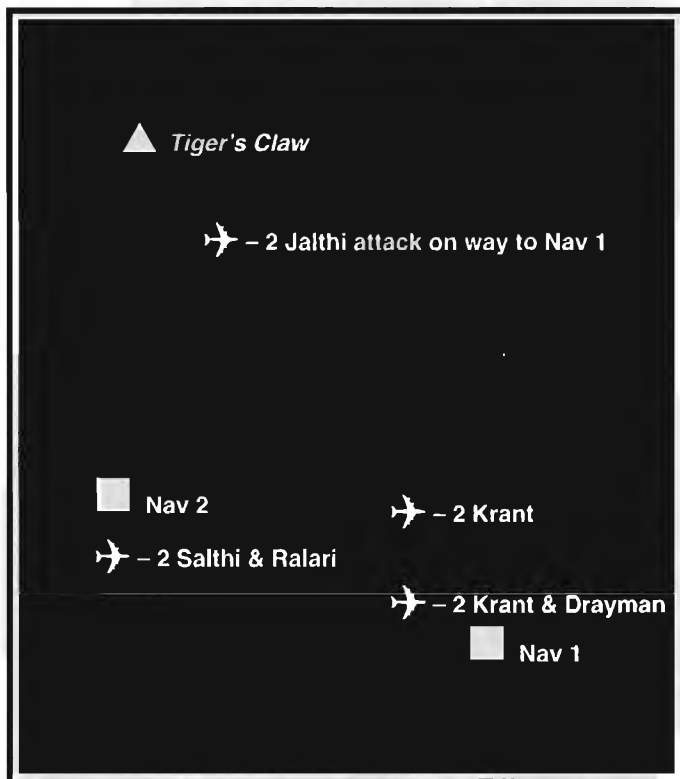 Tiger's Claw
– 2 Jalthi attack on way to Nav 1
Nav 2
– 2 Krant
– 2 Salthi & Ralari
– 2 Krant & Drayman
Nav 1